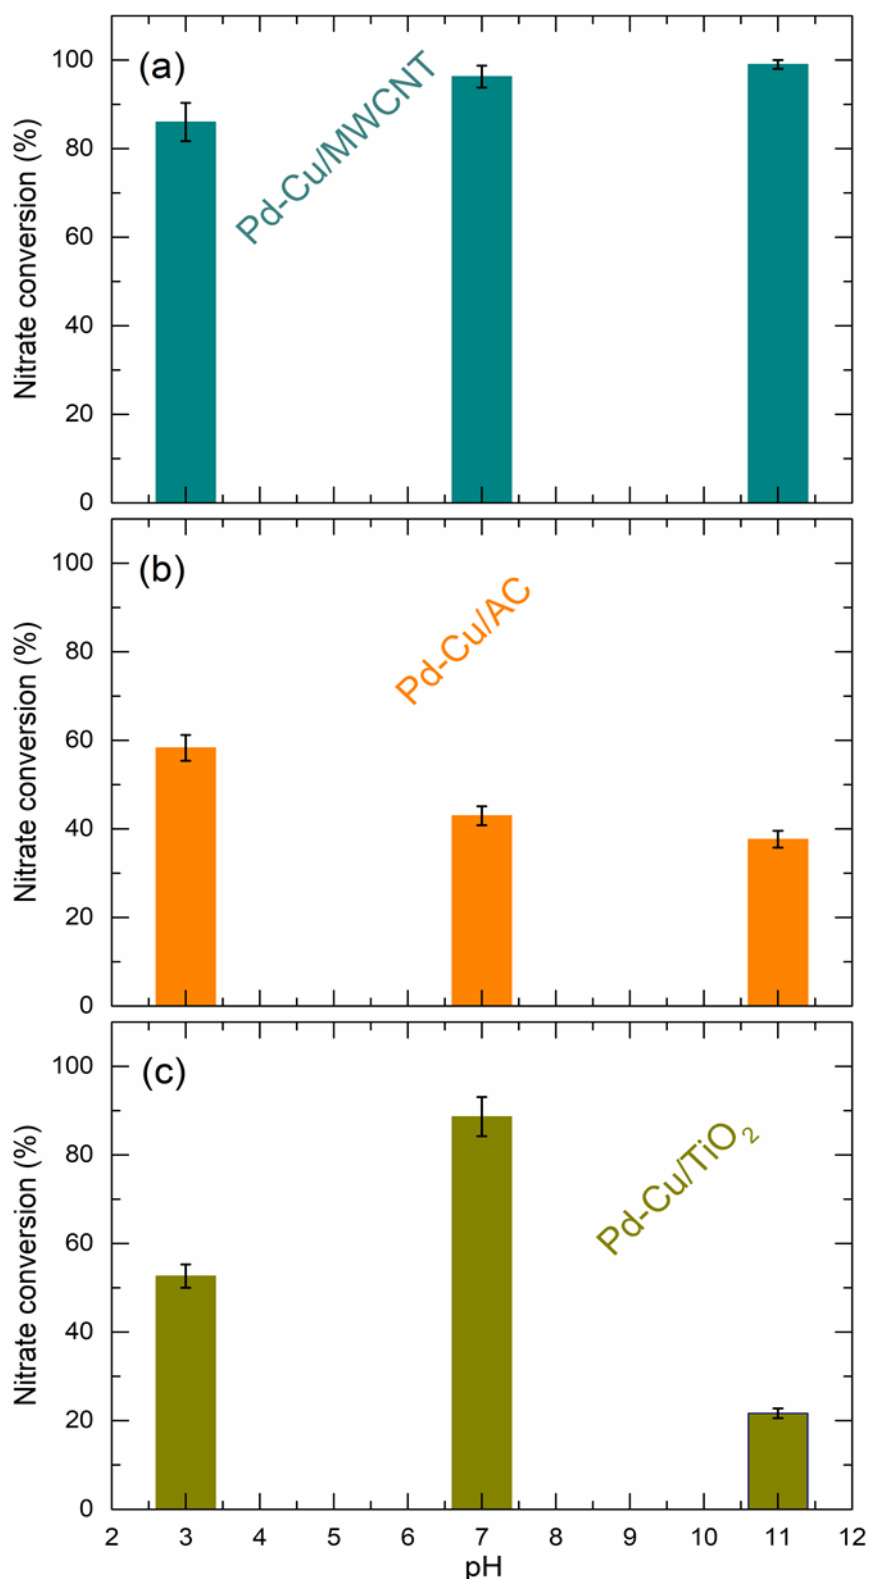 (a)
Pd-Cu/MWCNT
Nitrate conversion (%)
100
80
60
40
20
0
(b)
Pd-Cu/AC
Nitrate conversion (%)
100
80
60
40
20
0
(c)
Pd-Cu/TiO₂
Nitrate conversion (%)
100
80
60
40
20
0
2 3 4 5 6 7 8 9 10 11 12
pH